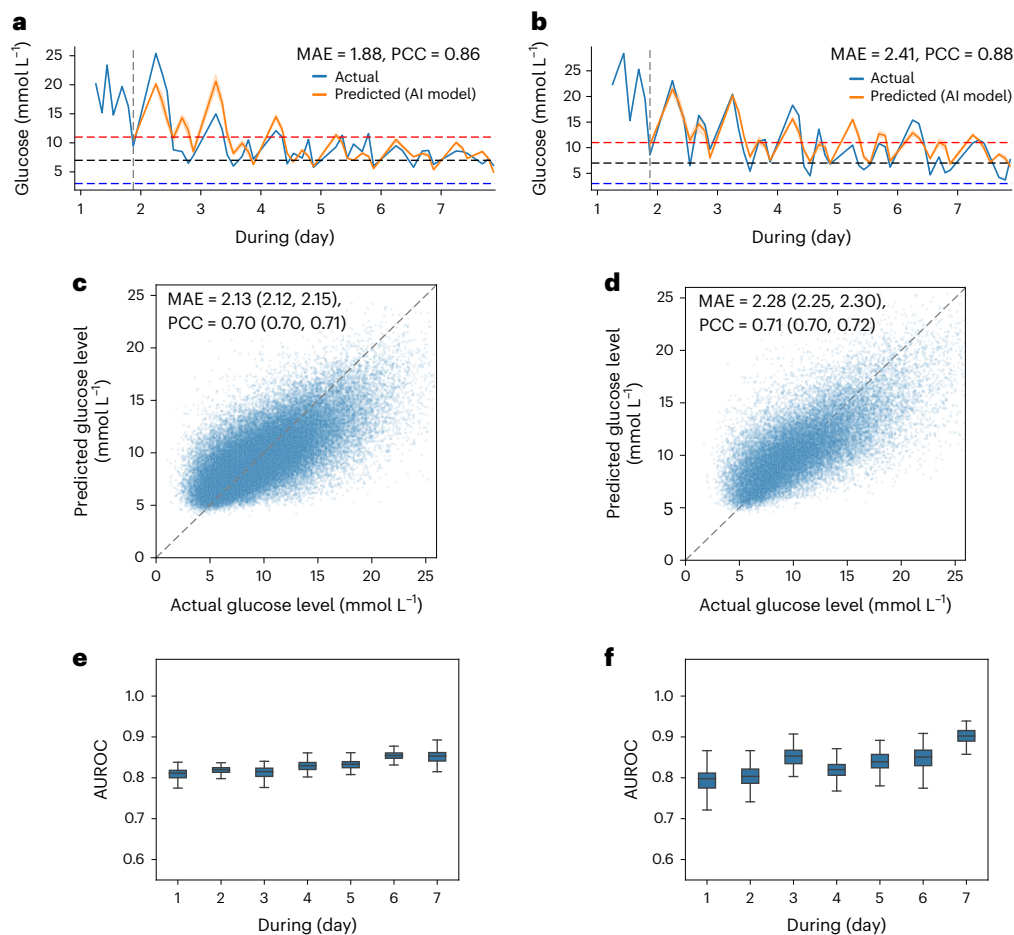 a
MAE = 1.88, PCC = 0.86
Actual
Predicted (AI model)
Glucose (mmol L⁻¹)
25
20
15
10
5
1 2 3 4 5 6 7
During (day)
b
MAE = 2.41, PCC = 0.88
Actual
Predicted (AI model)
Glucose (mmol L⁻¹)
25
20
15
10
5
1 2 3 4 5 6 7
During (day)
c
MAE = 2.13 (2.12, 2.15),
PCC = 0.70 (0.70, 0.71)
Predicted glucose level
(mmol L⁻¹)
25
20
15
10
5
0
0 5 10 15 20 25
Actual glucose level (mmol L⁻¹)
d
MAE = 2.28 (2.25, 2.30),
PCC = 0.71 (0.70, 0.72)
Predicted glucose level
(mmol L⁻¹)
25
20
15
10
5
0
0 5 10 15 20 25
Actual glucose level (mmol L⁻¹)
e
AUROC
1.0
0.9
0.8
0.7
0.6
1 2 3 4 5 6 7
During (day)
f
AUROC
1.0
0.9
0.8
0.7
0.6
1 2 3 4 5 6 7
During (day)